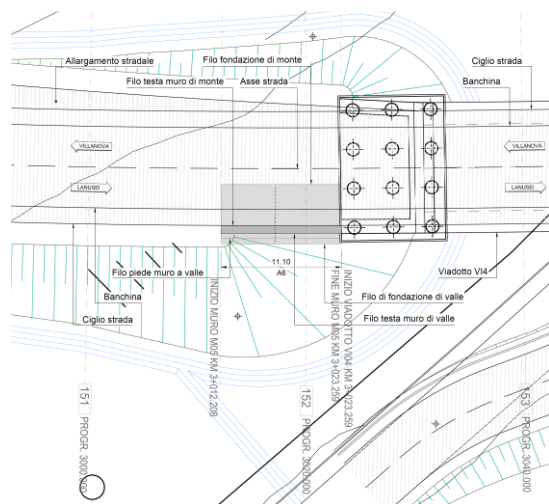 Allargamento stradale
Filo fondazione di monte
Ciglio strada
Filo testa muro di monte
Asse strada
Banchina
VILLANOVA
VILLANOVA
LANUSEI
LANUSEI
11,10
A6
Filo piede muro a valle
Viadotto VI4
Banchina
Filo di fondazione di valle
Ciglio strada
Filo testa muro di valle
INIZIO MURO M05 KM 3+012.208
INIZIO VIADOTTO VI04 KM 3+023.259
FINE MURO M05 KM 3+023.259
151
PROGR. 3000.000
152
PROGR. 3020.000
153
PROGR. 3040.000